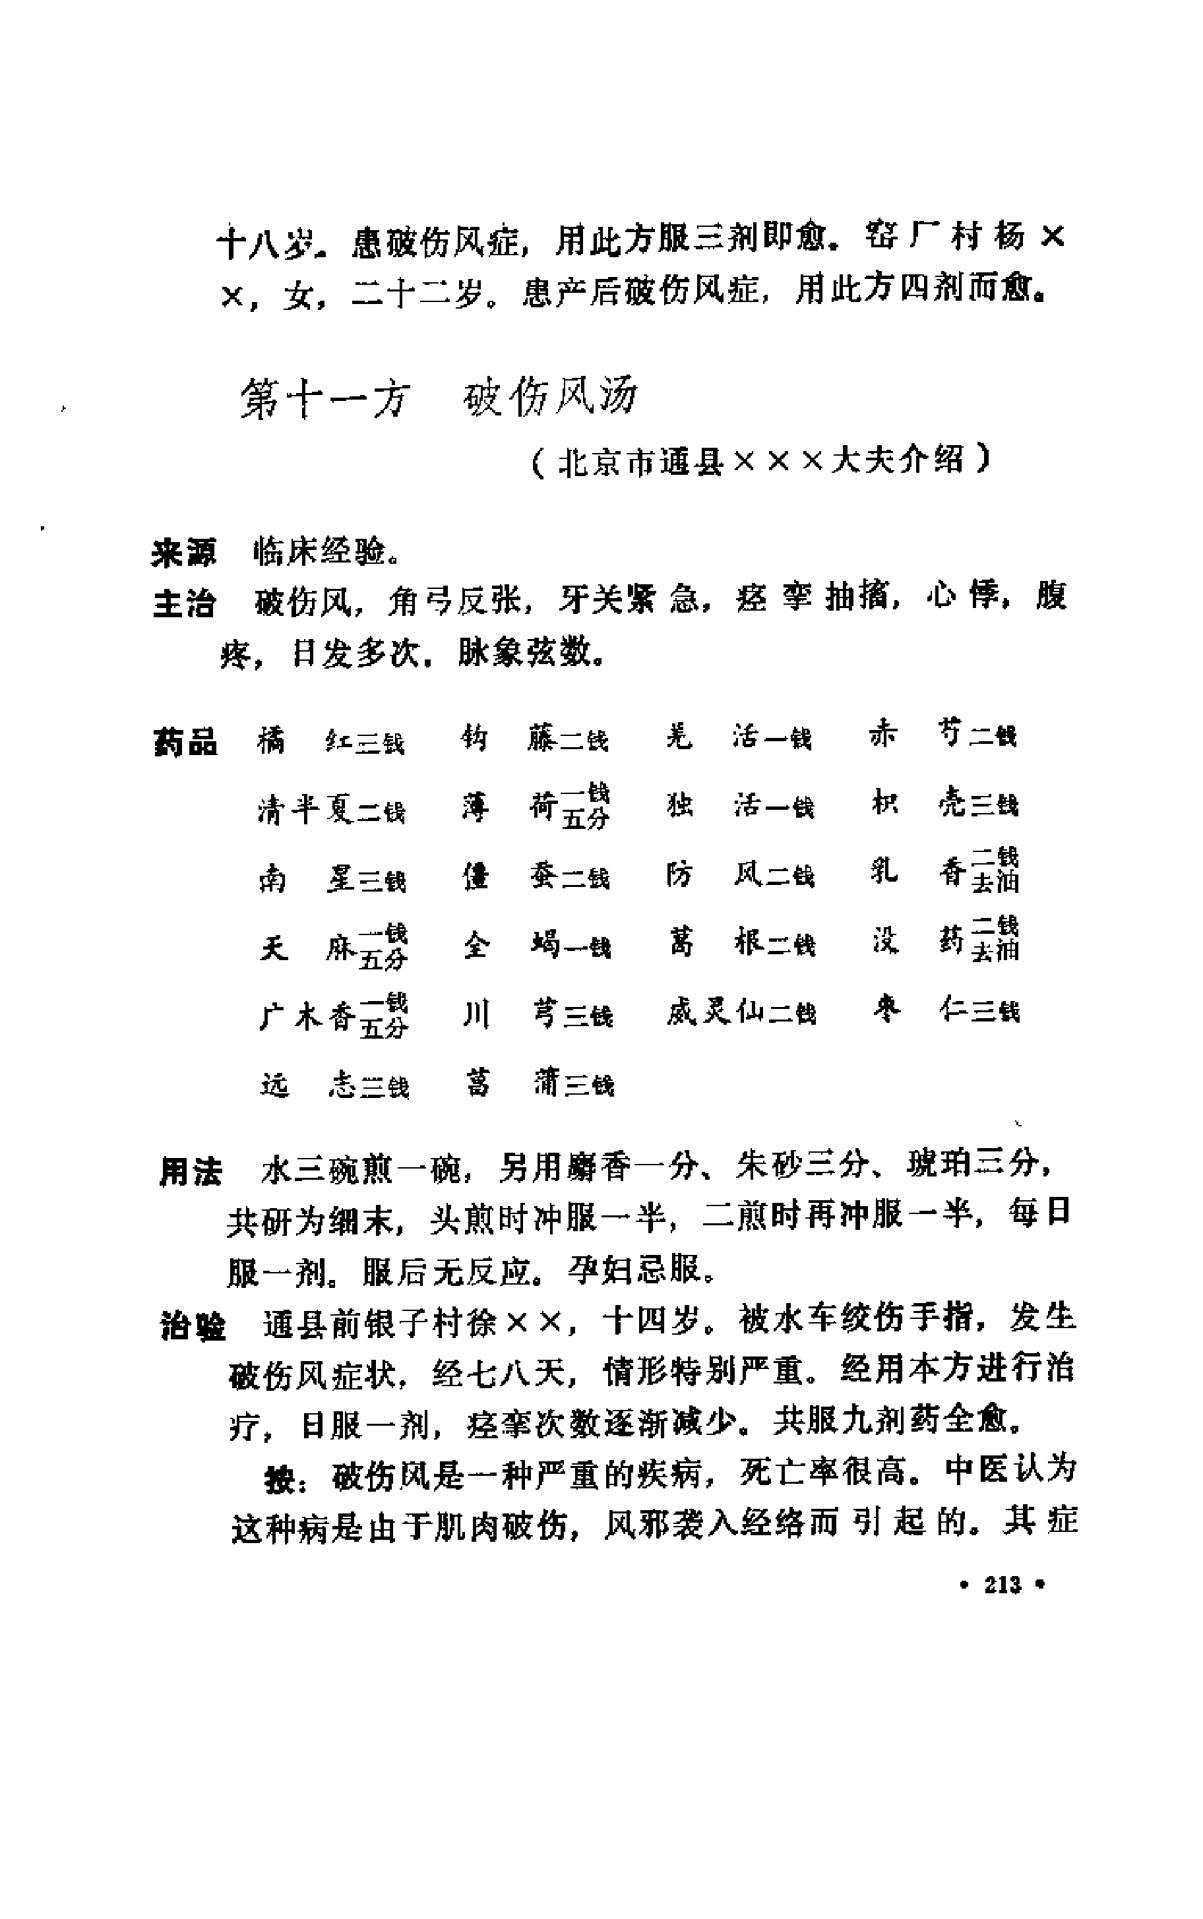 十八岁。患破伤风症，用此方服三剂即愈。窑厂村杨×
×，女，二十二岁。患产后破伤风症，用此方四剂而愈。
第十一方 破伤风汤
（北京市通县×××大夫介绍）
来源 临床经验。
主治 破伤风，角弓反张，牙关紧急，痉挛抽搐，心悸，腹
疼，日发多次。脉象弦数。
药品 橘红三钱 钩藤二钱 羌活一钱 赤芍二钱
清半夏二钱 薄荷一钱五分 独活一钱 枳壳三钱
南星三钱 僵蚕二钱 防风二钱 乳香二钱去油
天麻一钱五分 全蝎一钱 葛根二钱 没药二钱去油
广木香一钱五分 川芎三钱 威灵仙二钱 枣仁三钱
远志三钱 菖蒲三钱
用法 水三碗煎一碗，另用麝香一分、朱砂三分、琥珀三分，
共研为细末，头煎时冲服一半，二煎时再冲服一半，每日
服一剂。服后无反应。孕妇忌服。
治验 通县前银子村徐××，十四岁。被水车绞伤手指，发生
破伤风症状，经七八天，情形特别严重。经用本方进行治
疗，日服一剂，痉挛次数逐渐减少。共服九剂药全愈。
按：破伤风是一种严重的疾病，死亡率很高。中医认为
这种病是由于肌肉破伤，风邪袭入经络而引起的。其症
• 213 •